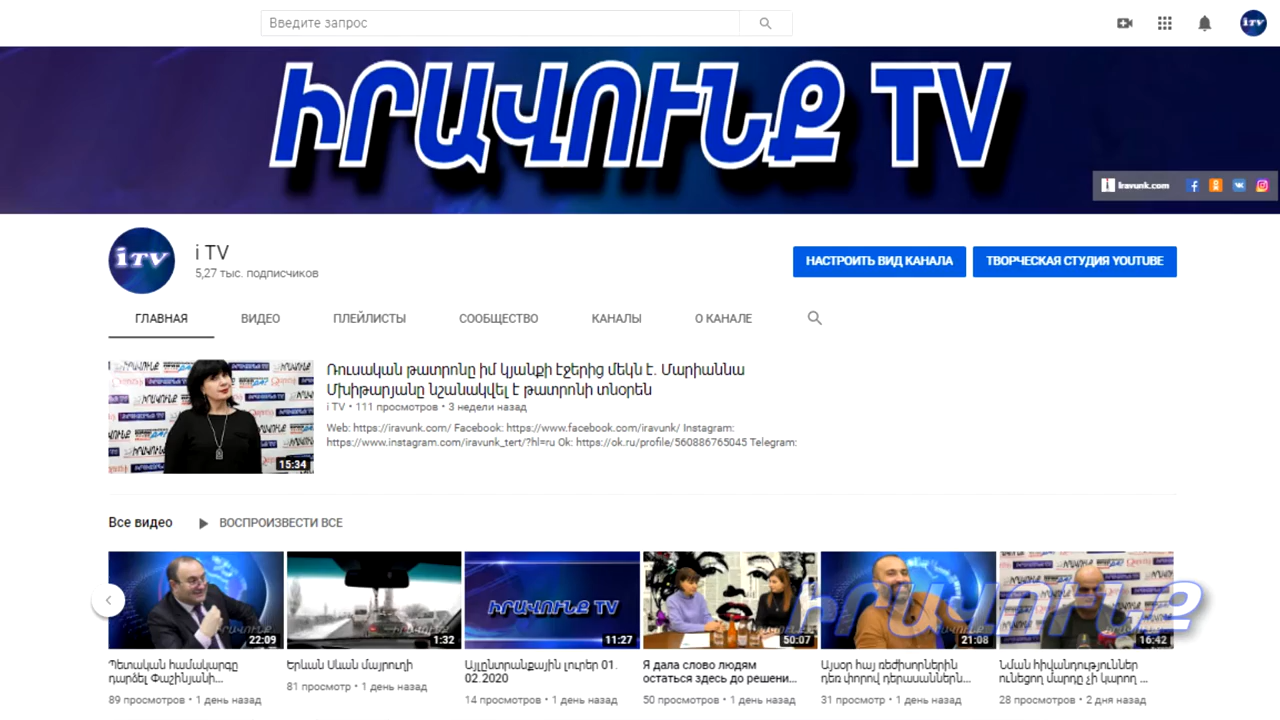 Введите запрос
iTV
ԻՐԱՎՈՒՆՔ TV
Iravunk.com
iTV
i TV
5,27 тыс. подписчиков
НАСТРОИТЬ ВИД КАНАЛА
ТВОРЧЕСКАЯ СТУДИЯ YOUTUBE
ГЛАВНАЯ ВИДЕО ПЛЕЙЛИСТЫ СООБЩЕСТВО КАНАЛЫ О КАНАЛЕ
15:34
Ռուսական թատրոնը իմ կյանքի էջերից մեկն է. Մարիաննա
Մխիթարյանը նշանակվել է թատրոնի տնօրեն
i TV • 111 просмотров • 3 недели назад
Web: https://iravunk.com/ Facebook: https://www.facebook.com/iravunk/ Instagram:
https://www.instagram.com/iravunk_tert/?hl=ru Ok: https://ok.ru/profile/560886765045 Telegram:
Все видео ВОСПРОИЗВЕСТИ ВСЕ
ԻՐԱՎՈՒՆՔ TV
ԻՐԱՎՈՒՆՔ
22:09 1:32 11:27 50:07 21:08 16:42
Պետական համակարգը
դարձել Փաշինյանի...
89 просмотров • 1 день назад
Երևան Սևան մայրուղի
81 просмотр • 1 день назад
Այլընտրանքային լուրեր 01.
02.2020
14 просмотров • 1 день назад
Я дала слово людям
остаться здесь до решени...
50 просмотров • 1 день назад
Այսօր հայ ռեժիսորներին
դեռ փորով դերասաններն...
31 просмотр • 1 день назад
Նման հիվանդություններ
ունեցող մարդը չի կարող ...
28 просмотров • 2 дня назад